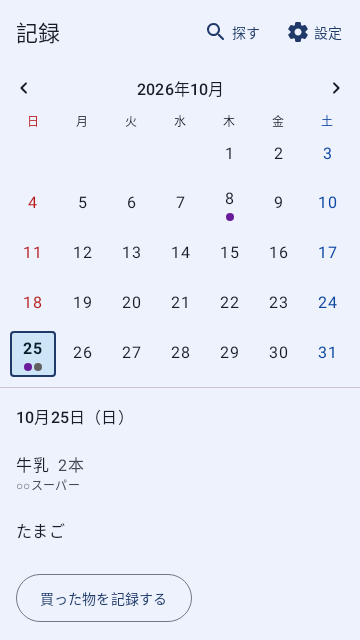 記録 探す 設定
2026年10月
日 月 火 水 木 金 土
1 2 3
4 5 6 7 8 9 10
11 12 13 14 15 16 17
18 19 20 21 22 23 24
25 26 27 28 29 30 31
10月25日（日）
牛乳 2本
○○スーパー
たまご
買った物を記録する